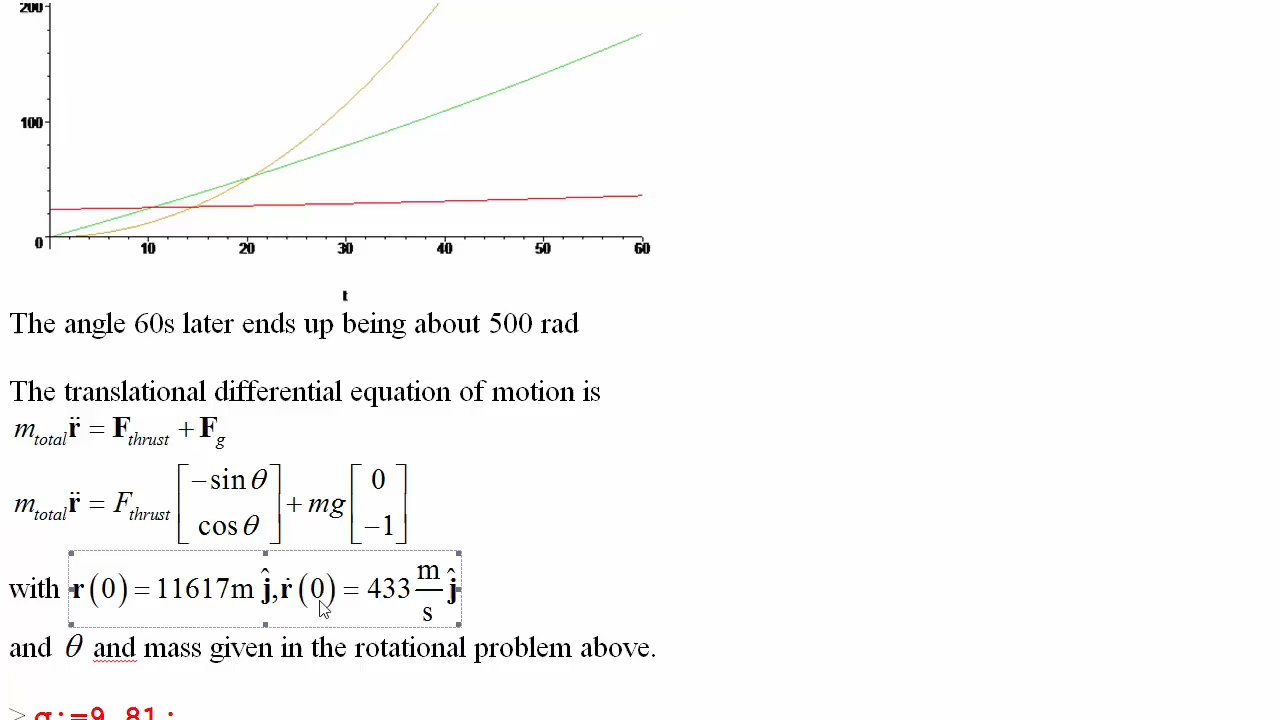 200
100
0 10 20 30 40 50 60
t
The angle 60s later ends up being about 500 rad
The translational differential equation of motion is
m_total r̈ = F_thrust + F_g
m_total r̈ = F_thrust [−sin θ; cos θ] + mg [0; −1]
with r(0) = 11617m ĵ, ṙ(0) = 433 m/s ĵ
and θ and mass given in the rotational problem above.
> g:=9.81;